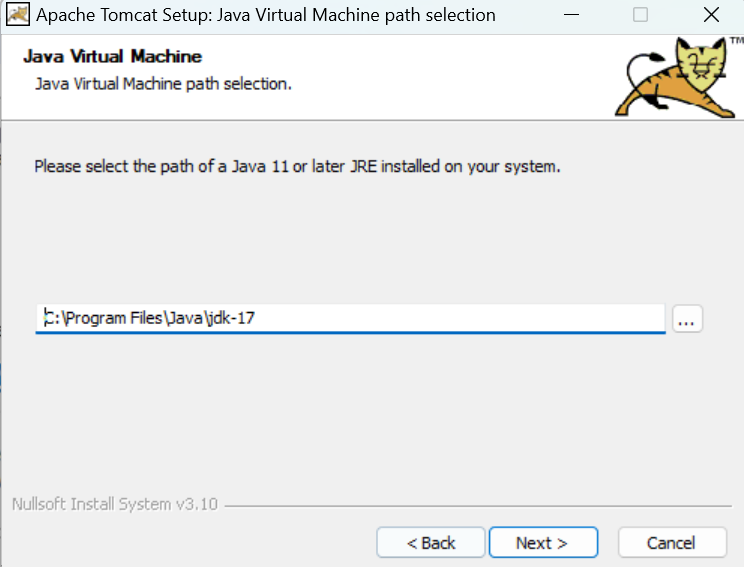 Apache Tomcat Setup: Java Virtual Machine path selection
TM
Java Virtual Machine
Java Virtual Machine path selection.
Please select the path of a Java 11 or later JRE installed on your system.
C:\Program Files\Java\jdk-17
...
Nullsoft Install System v3.10
< Back
Next >
Cancel